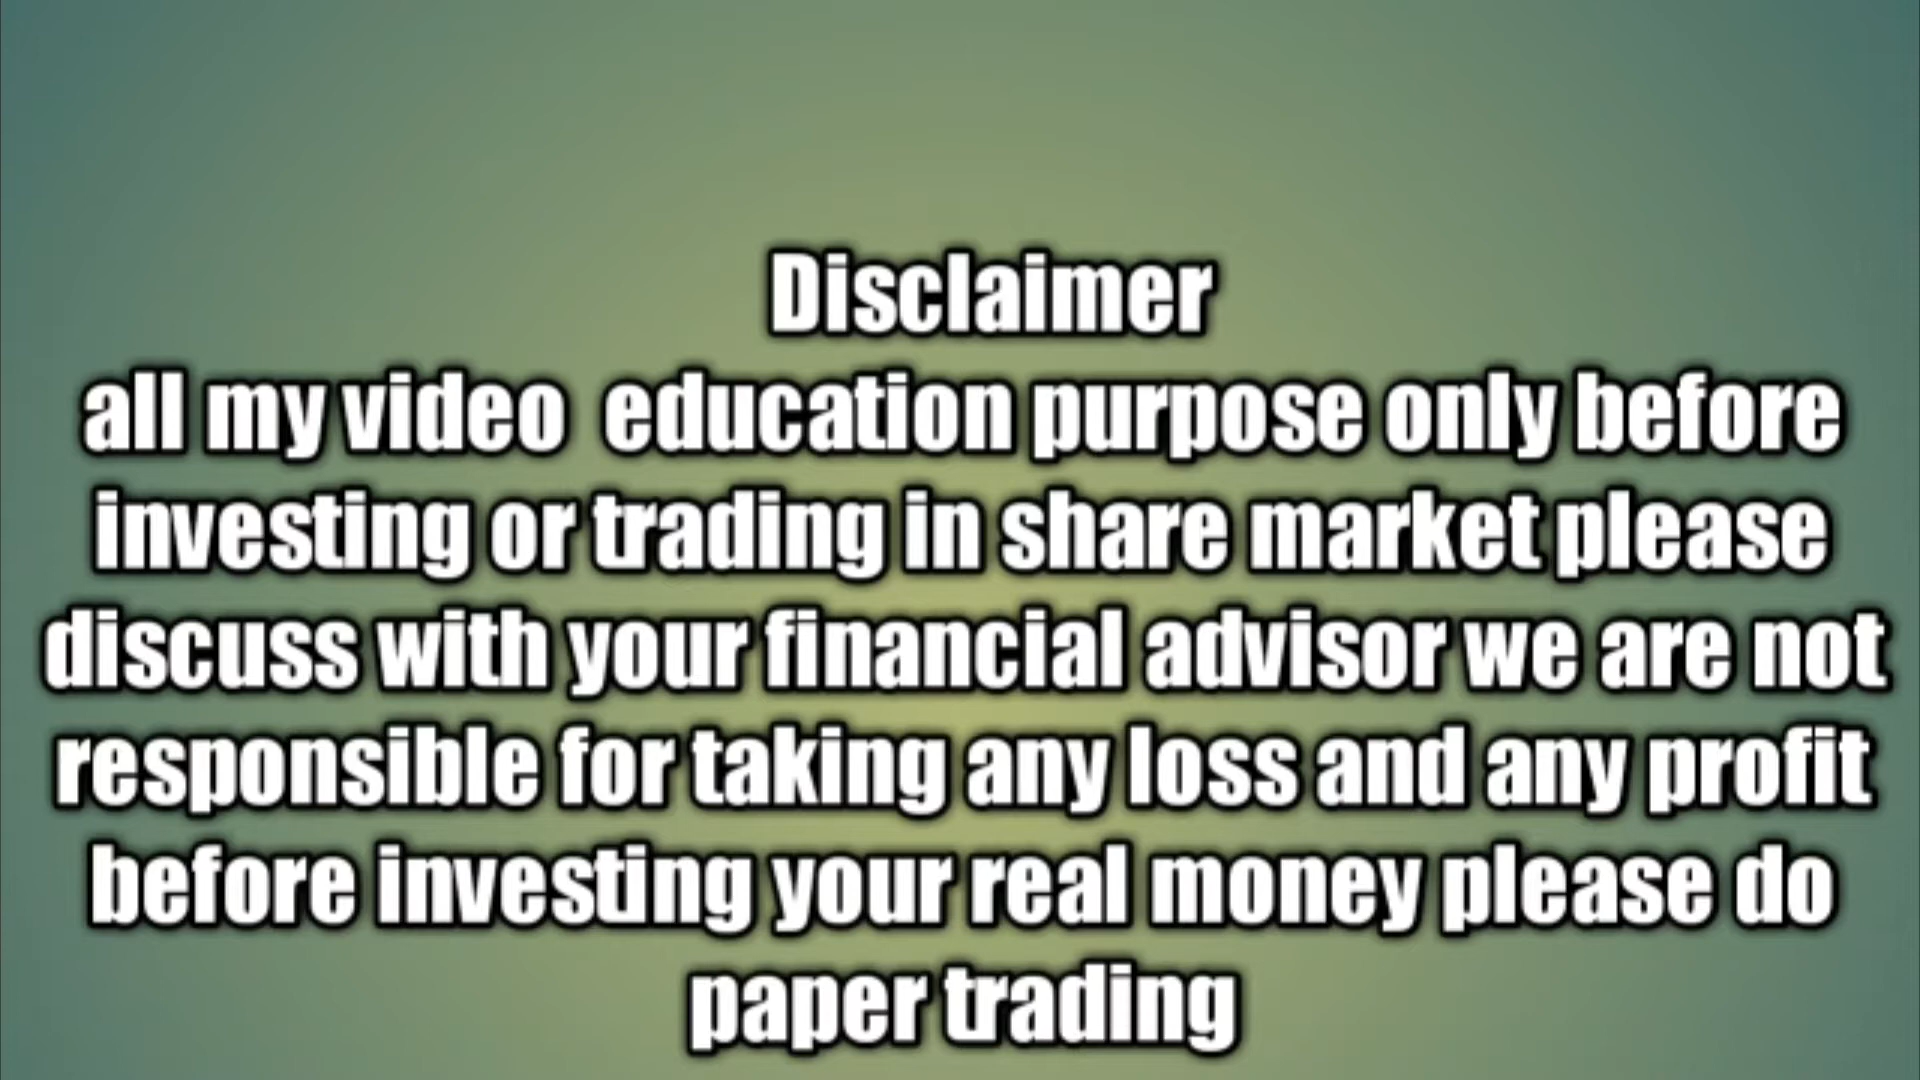 Disclaimer
all my video  education purpose only before
investing or trading in share market please
discuss with your financial advisor we are not
responsible for taking any loss and any profit
before investing your real money please do
paper trading